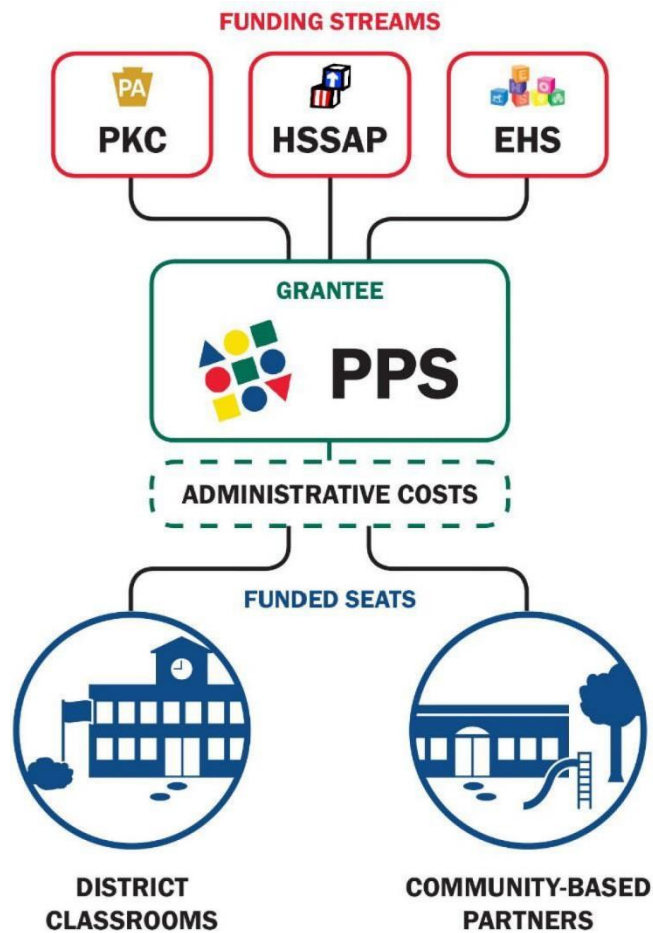 FUNDING STREAMS
PA
PKC
HSSAP
EHS
GRANTEE
PPS
ADMINISTRATIVE COSTS
FUNDED SEATS
DISTRICT
CLASSROOMS
COMMUNITY-BASED
PARTNERS